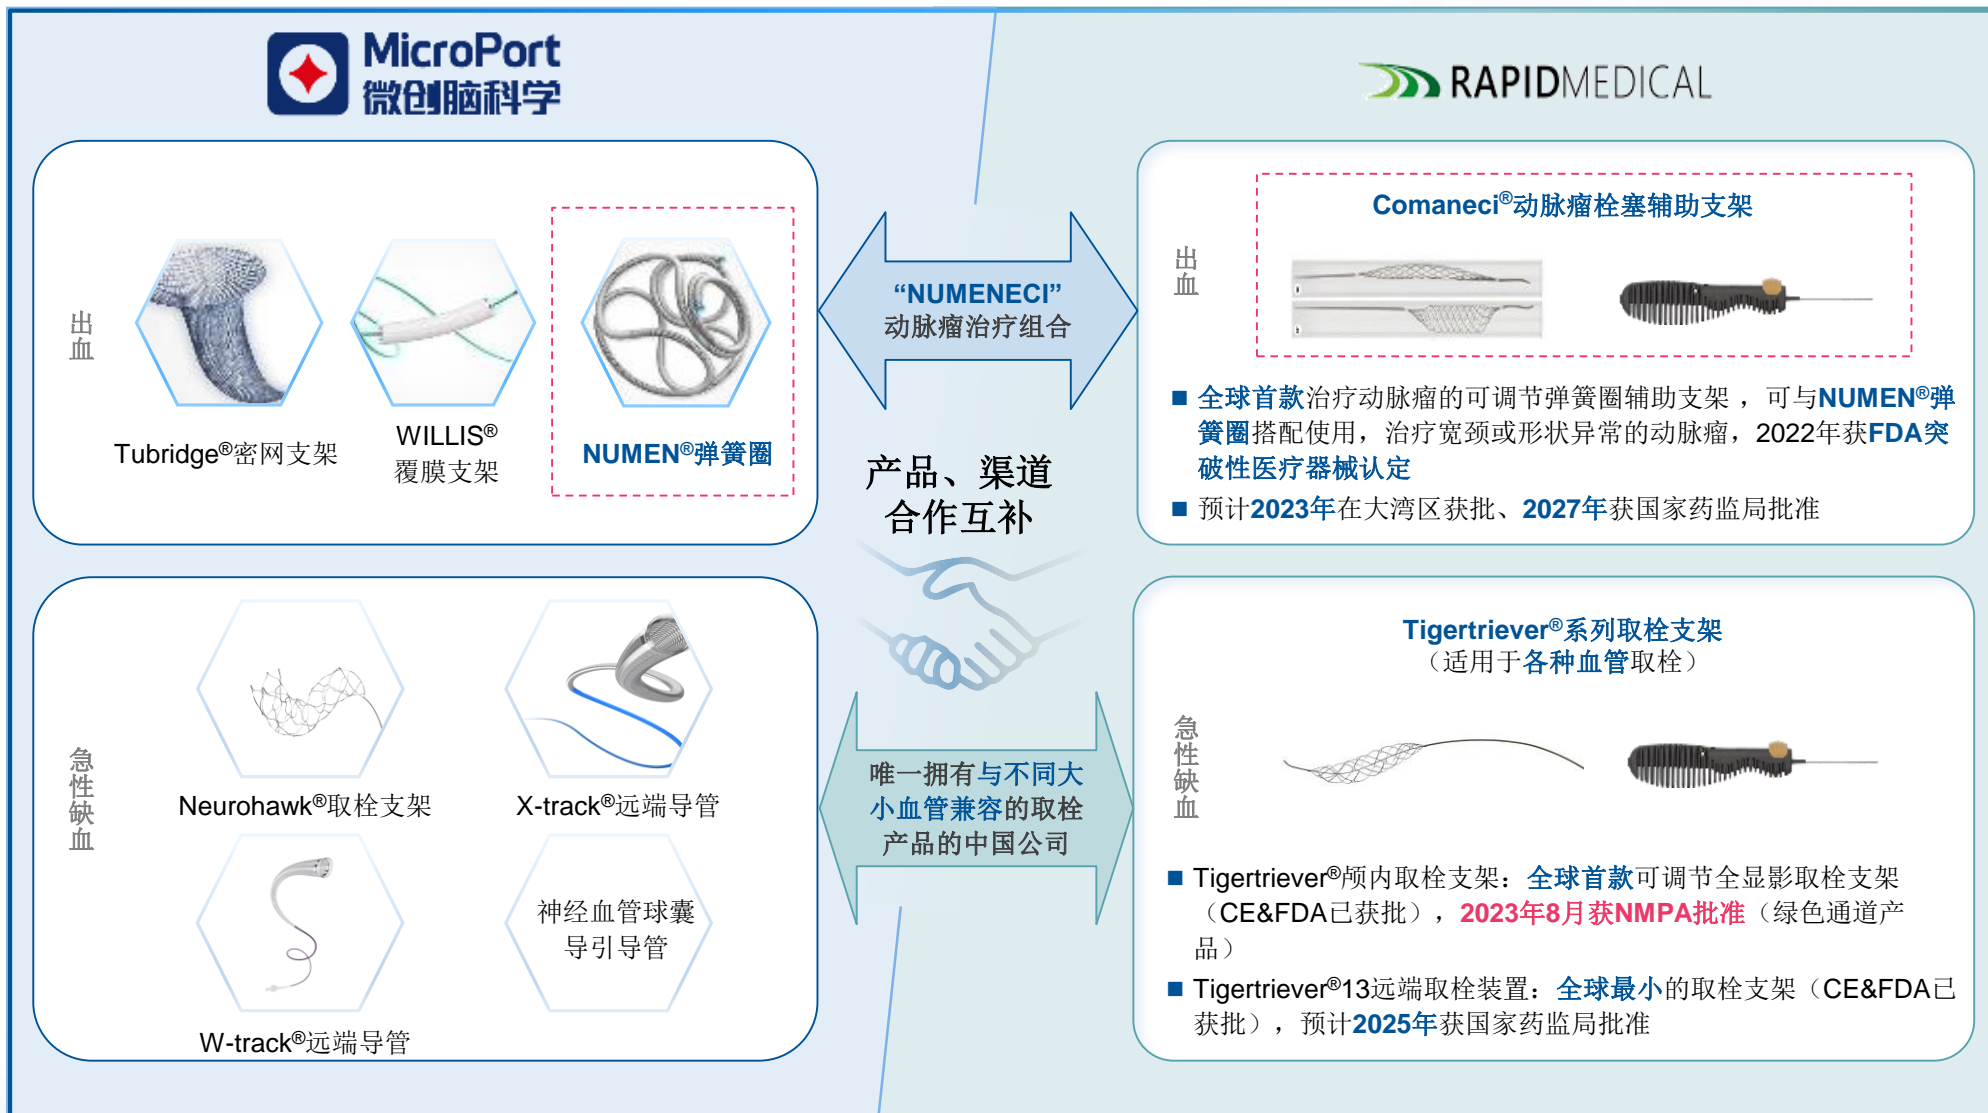 MicroPort
微创脑科学
RAPIDMEDICAL
出
血
Tubridge®密网支架
WILLIS®
覆膜支架
NUMEN®弹簧圈
“NUMENECI”
动脉瘤治疗组合
出
血
Comaneci®动脉瘤栓塞辅助支架
■ 全球首款治疗动脉瘤的可调节弹簧圈辅助支架，可与NUMEN®弹
簧圈搭配使用，治疗宽颈或形状异常的动脉瘤，2022年获FDA突
破性医疗器械认定
■ 预计2023年在大湾区获批、2027年获国家药监局批准
产品、渠道
合作互补
急
性
缺
血
Neurohawk®取栓支架
X-track®远端导管
W-track®远端导管
神经血管球囊
导引导管
唯一拥有与不同大
小血管兼容的取栓
产品的中国公司
急
性
缺
血
Tigertriever®系列取栓支架
（适用于各种血管取栓）
■ Tigertriever®颅内取栓支架：全球首款可调节全显影取栓支架
（CE&FDA已获批），2023年8月获NMPA批准（绿色通道产
品）
■ Tigertriever®13远端取栓装置：全球最小的取栓支架（CE&FDA已
获批），预计2025年获国家药监局批准